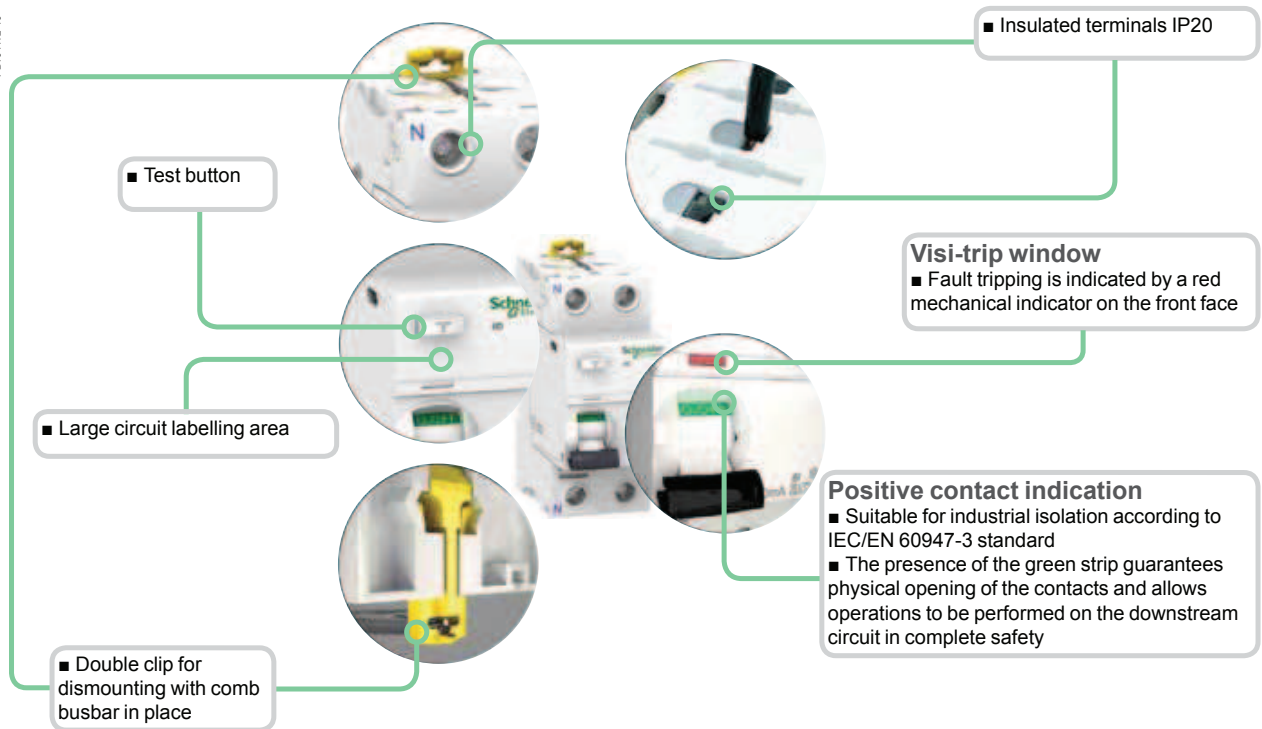 ■ Insulated terminals IP20
N
■ Test button
Visi-trip window
■ Fault tripping is indicated by a red
mechanical indicator on the front face
Schne
N
■ Large circuit labelling area
Positive contact indication
■ Suitable for industrial isolation according to
IEC/EN 60947-3 standard
■ The presence of the green strip guarantees
physical opening of the contacts and allows
operations to be performed on the downstream
circuit in complete safety
N
■ Double clip for
dismounting with comb
busbar in place